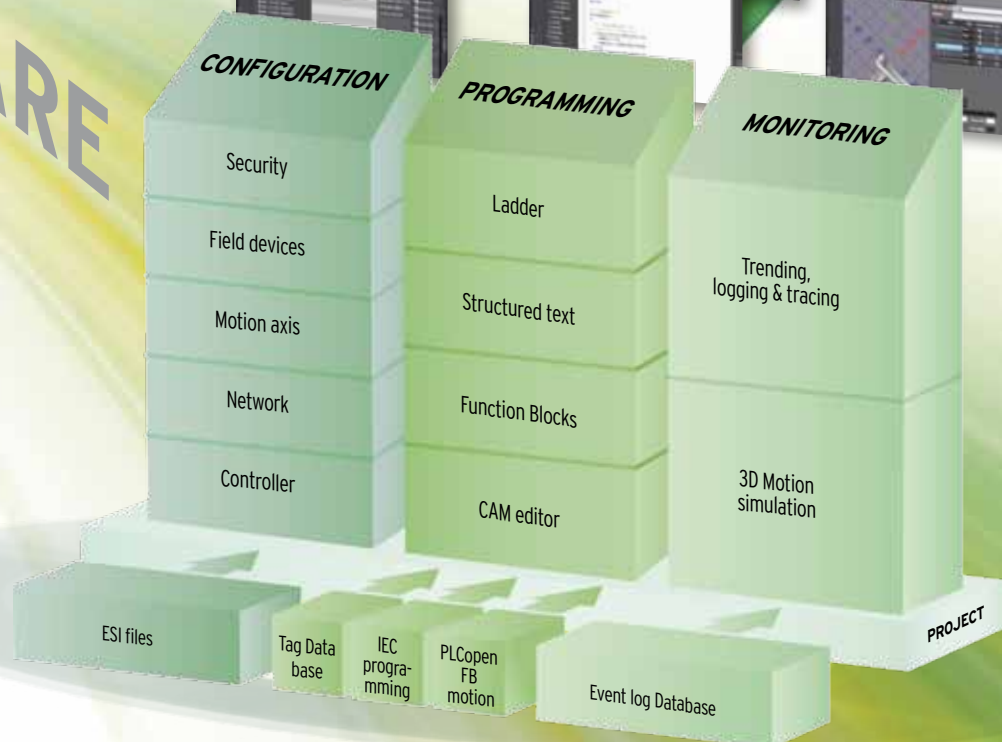 ARE
CONFIGURATION
Security
Field devices
Motion axis
Network
Controller
PROGRAMMING
Ladder
Structured text
Function Blocks
CAM editor
MONITORING
Trending,
logging & tracing
3D Motion
simulation
ESI files
Tag Data
base
IEC
progra-
mming
PLCopen
FB
motion
Event log Database
PROJECT